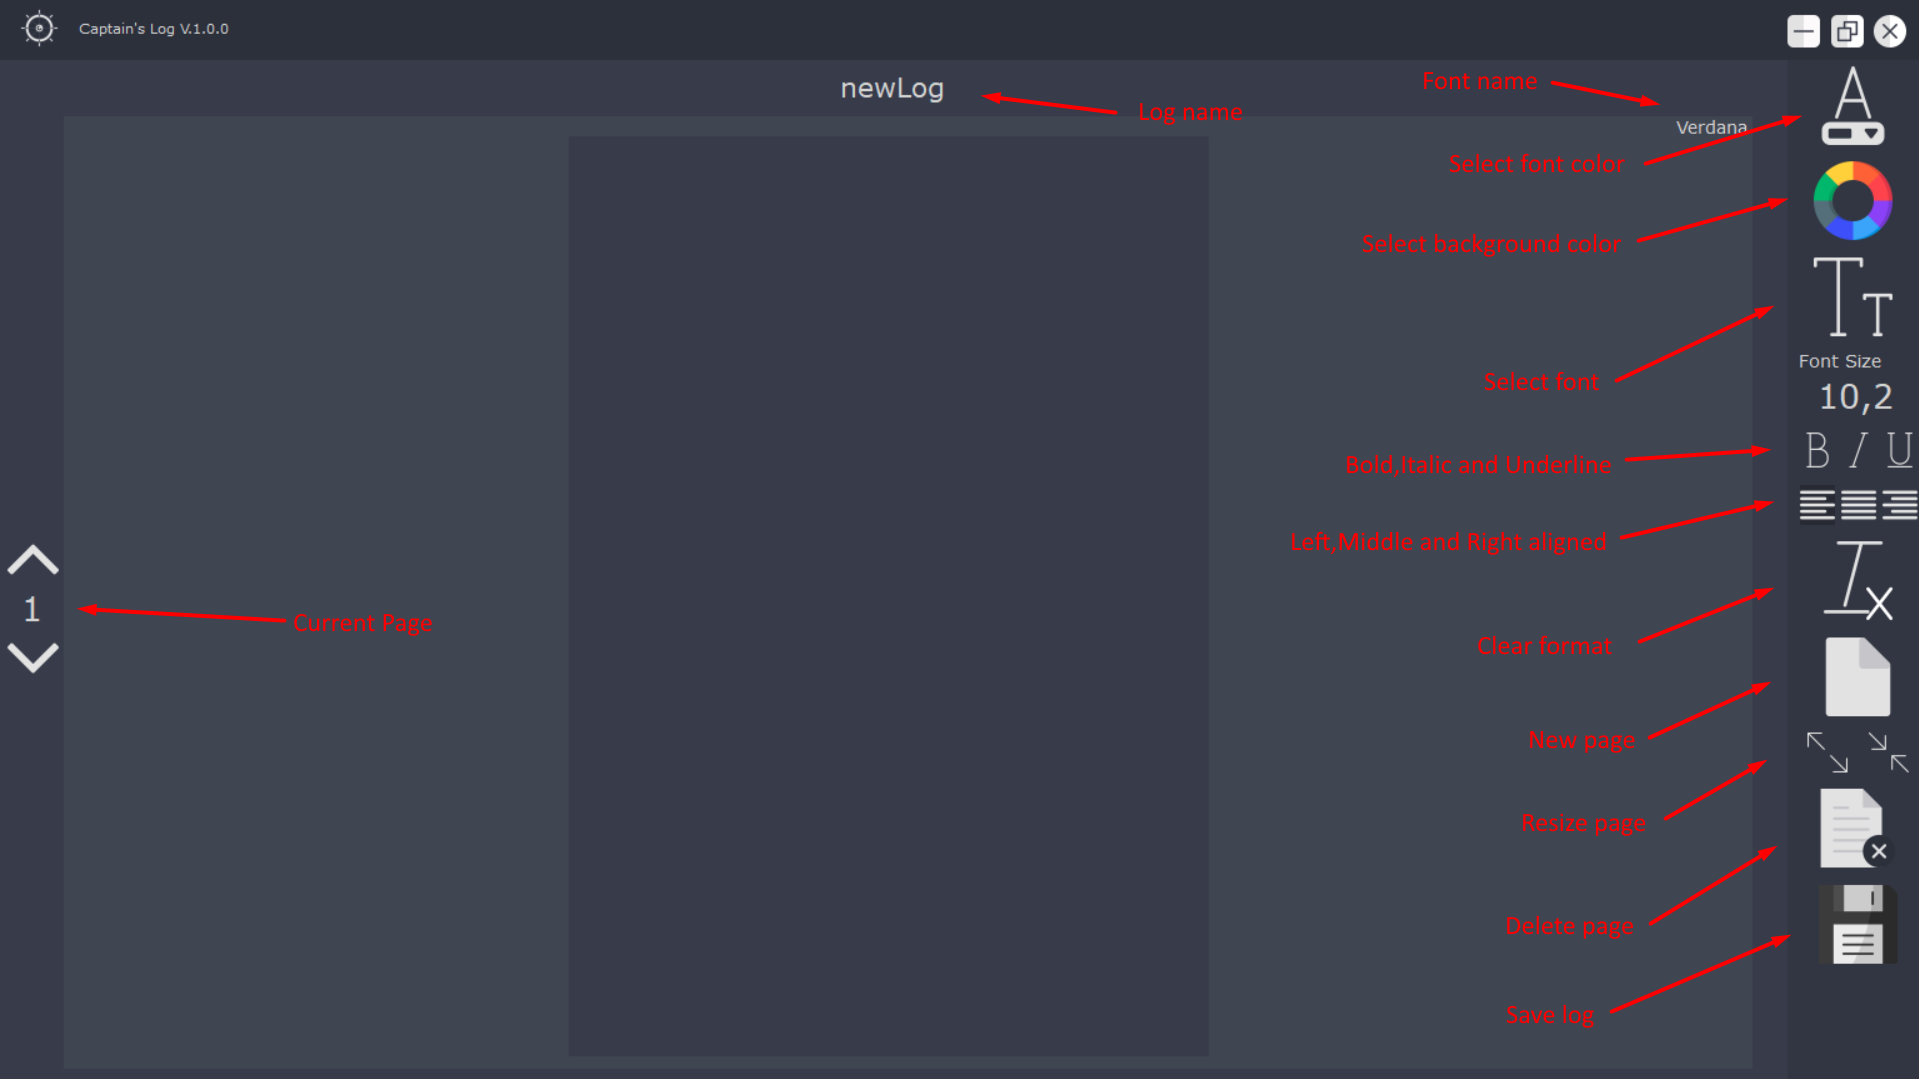 Captain's Log V.1.0.0
newLog
Log name
Font name
Verdana
Select font color
Select background color
Select font
Font Size
10,2
B I U
Bold,Italic and Underline
Left,Middle and Right aligned
1
Current Page
Clear format
New page
Resize page
Delete page
Save log